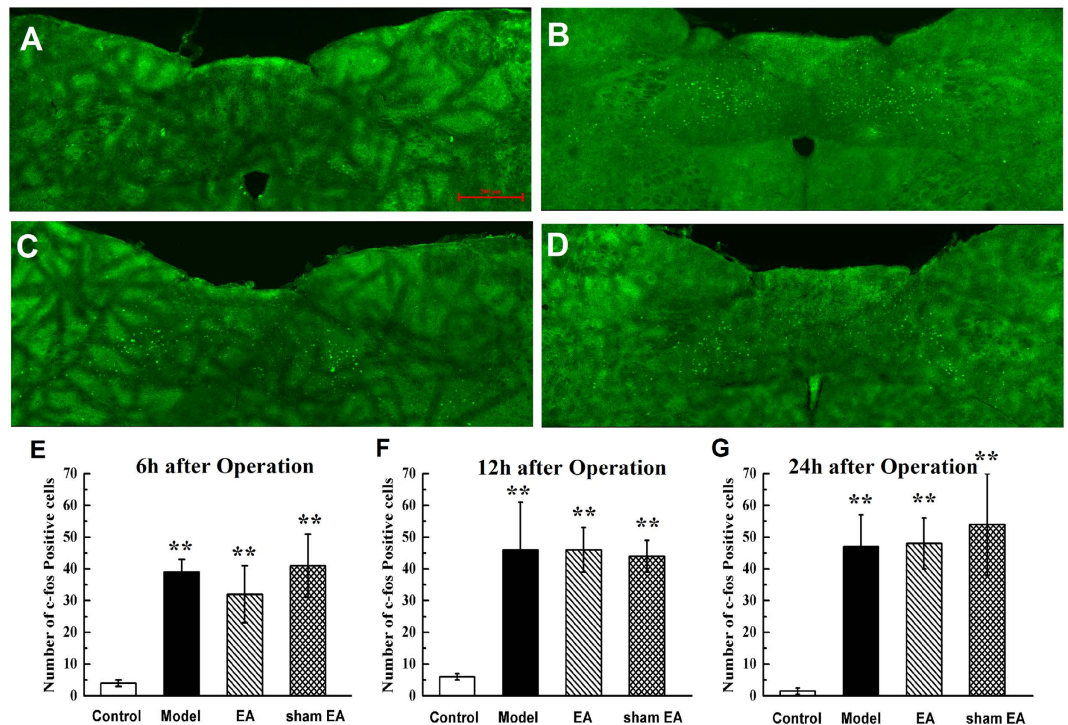 A
B
C
D
E
6h after Operation
Number of c-fos Positive cells
70
60
50
40
30
20
10
0
**
**
**
Control
Model
EA
sham EA
F
12h after Operation
Number of c-fos Positive cells
70
60
50
40
30
20
10
0
**
**
**
Control
Model
EA
sham EA
G
24h after Operation
Number of c-fos Positive cells
70
60
50
40
30
20
10
0
**
**
**
Control
Model
EA
sham EA